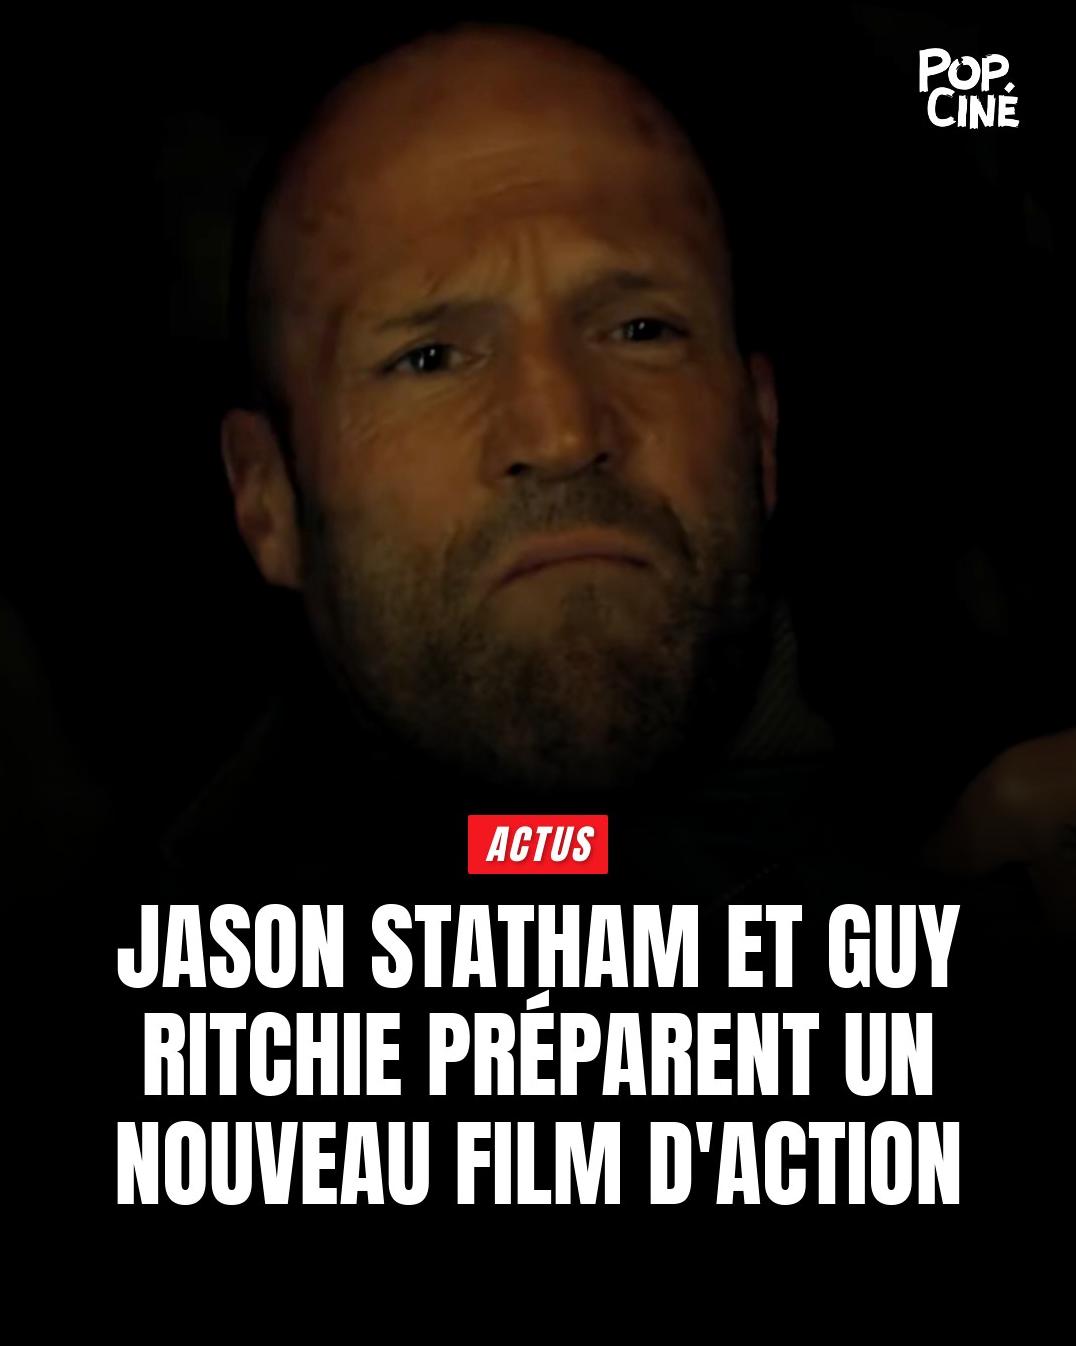 POP.
CINÉ
ACTUS
JASON STATHAM ET GUY
RITCHIE PRÉPARENT UN
NOUVEAU FILM D'ACTION